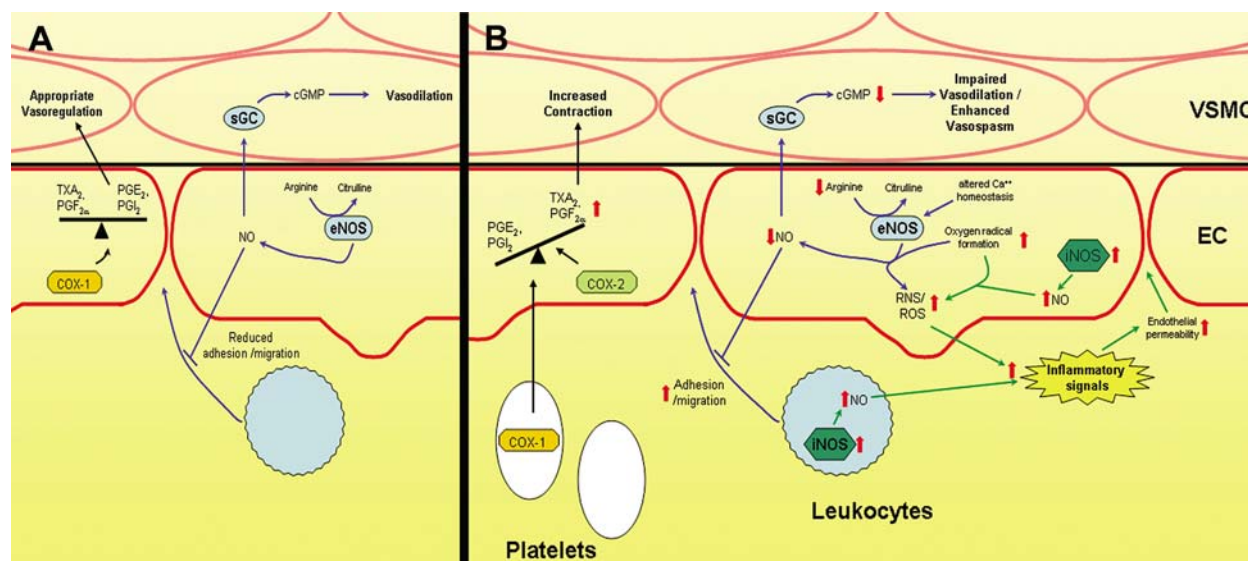 A
Appropriate
Vasoregulation
sGC
cGMP
Vasodilation
TXA₂,
PGF₂α
PGE₂,
PGI₂
COX-1
NO
Arginine
Citrulline
eNOS
Reduced
adhesion /migration
B
Increased
Contraction
sGC
cGMP
Impaired
Vasodilation /
Enhanced
Vasospasm
VSMC
PGE₂,
PGI₂
TXA₂,
PGF₂α
COX-2
COX-1
Platelets
NO
Arginine
Citrulline
eNOS
altered Ca⁺⁺
homeostasis
Oxygen radical
formation
iNOS
NO
RNS/
ROS
EC
Endothelial
permeability
Inflammatory
signals
Adhesion
/migration
NO
iNOS
Leukocytes